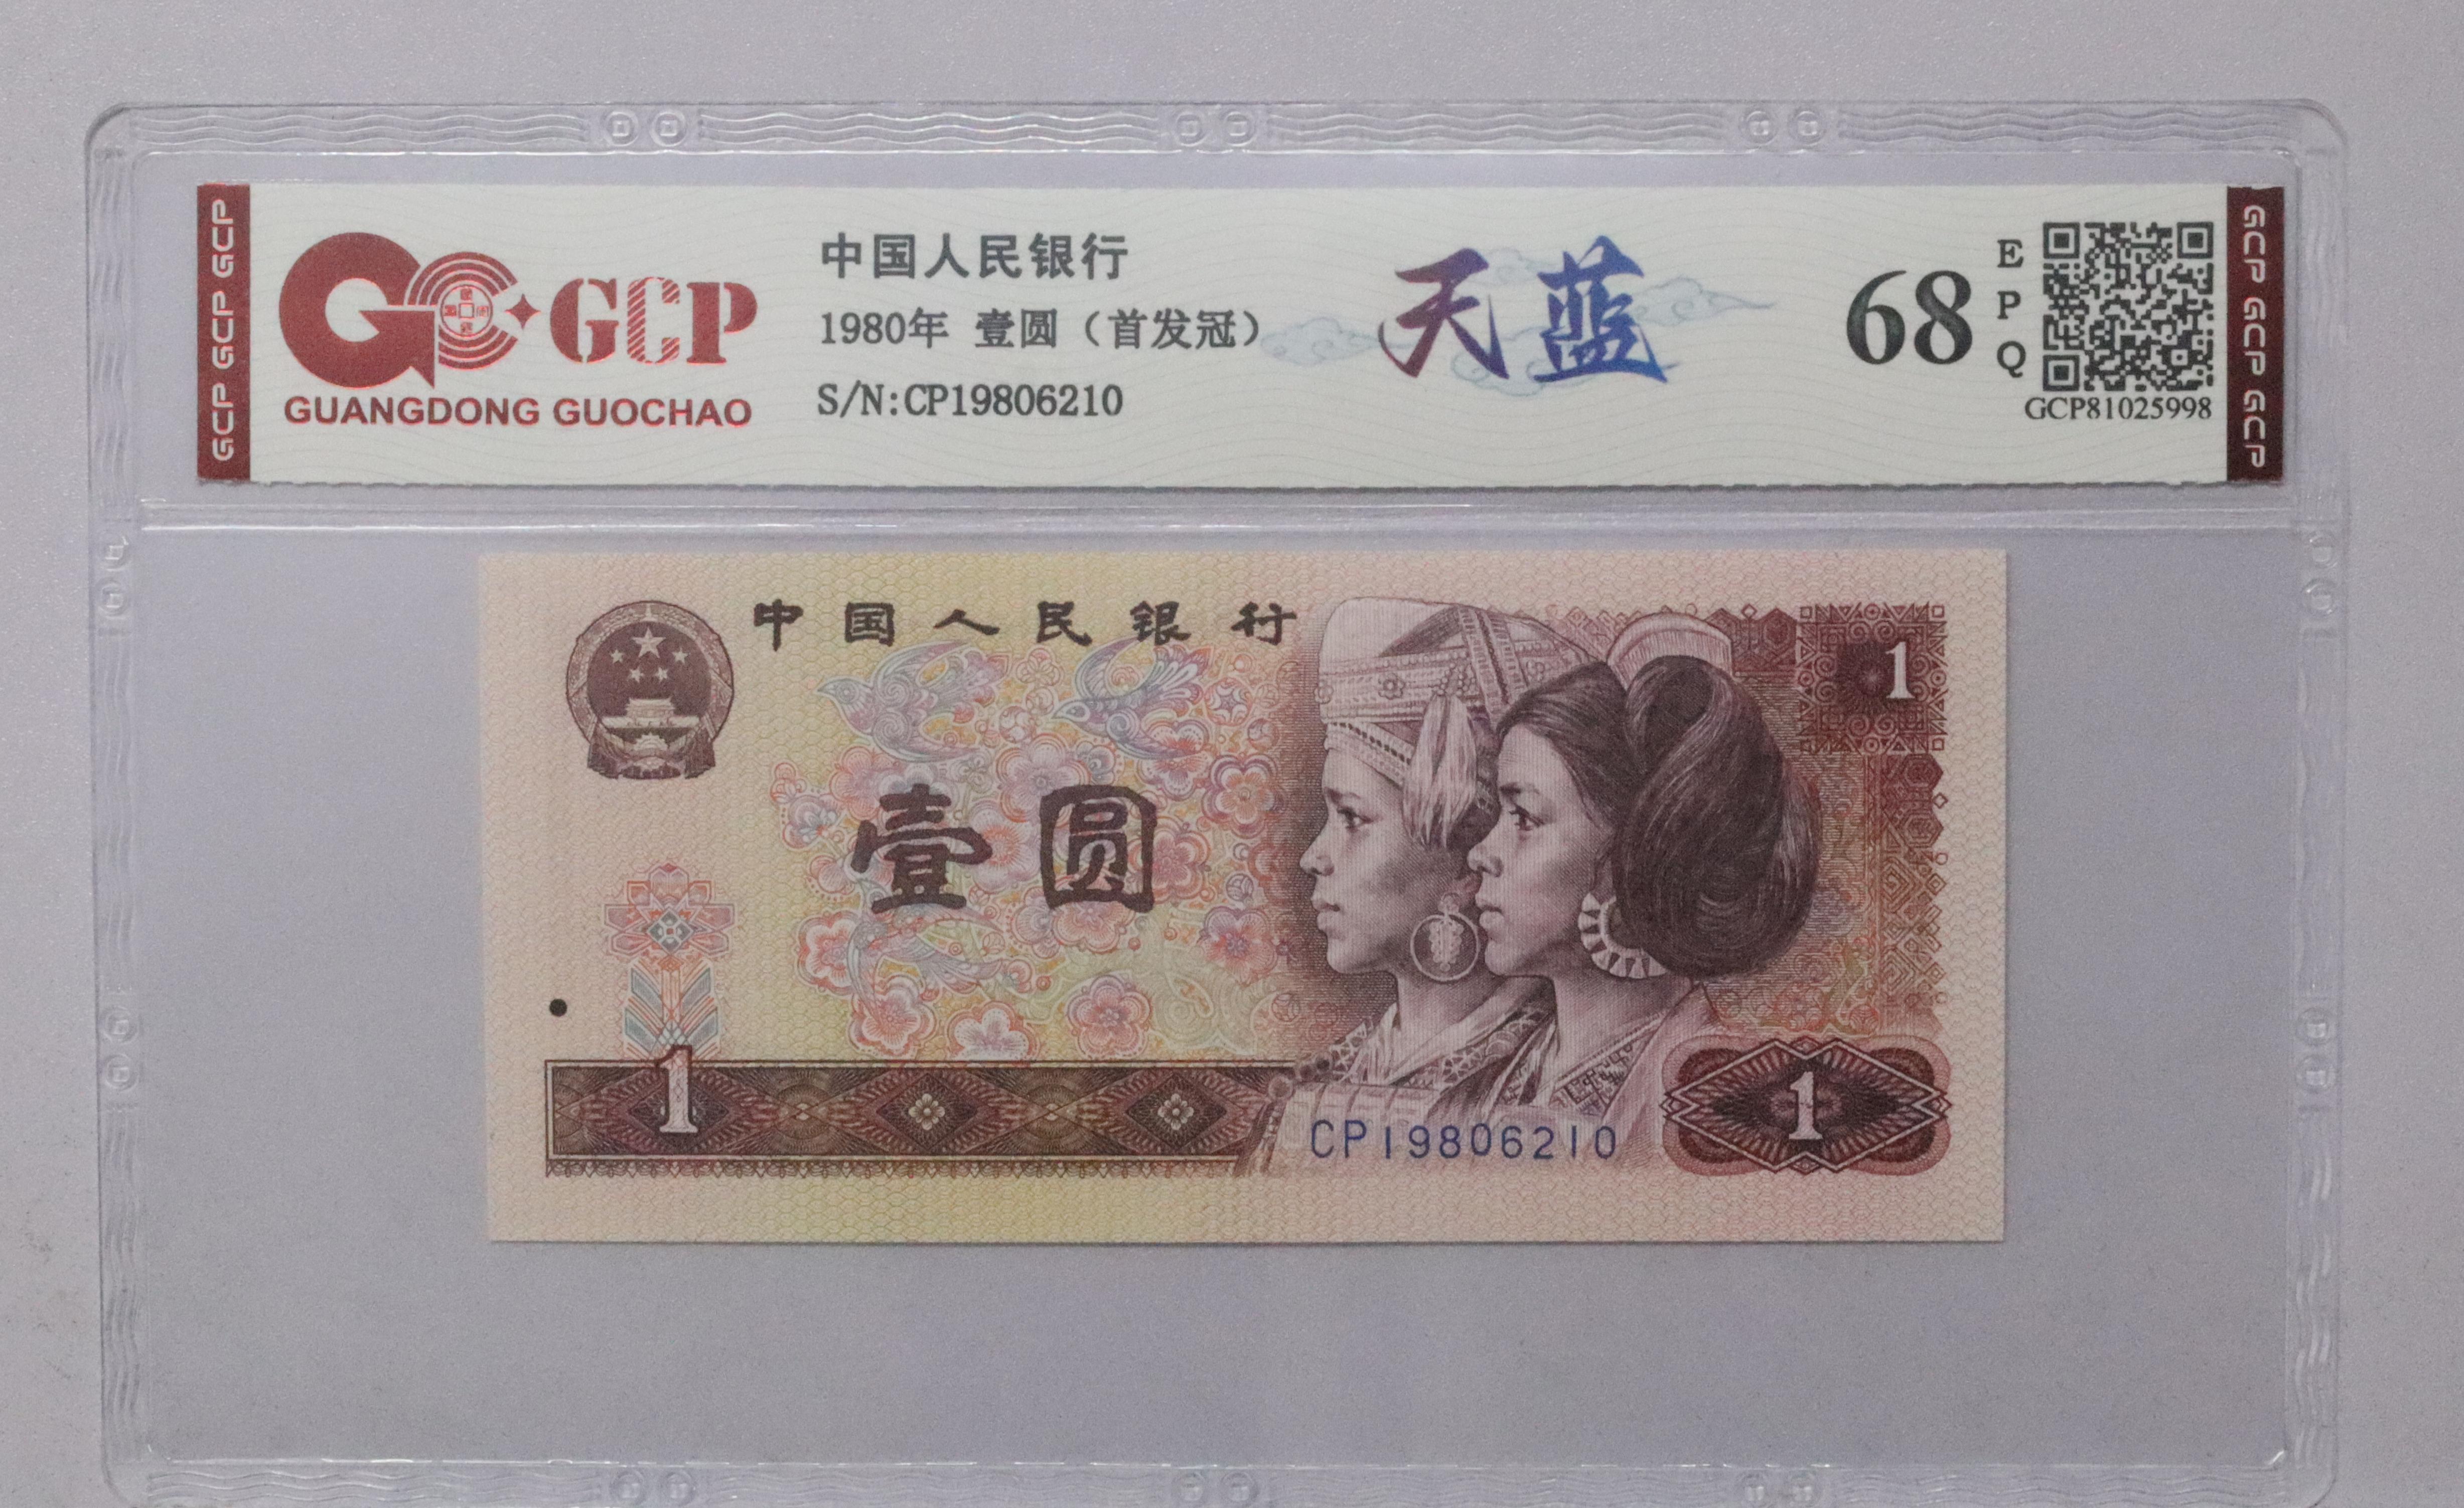 GCP GCP GCP
GCP
GUANGDONG GUOCHAO
中国人民银行
1980年 壹圆（首发冠）
S/N:CP19806210
天蓝
68
EPQ
GCP81025998
GCP GCP GCP
中国人民银行
1
壹圆
1
CP19806210
1